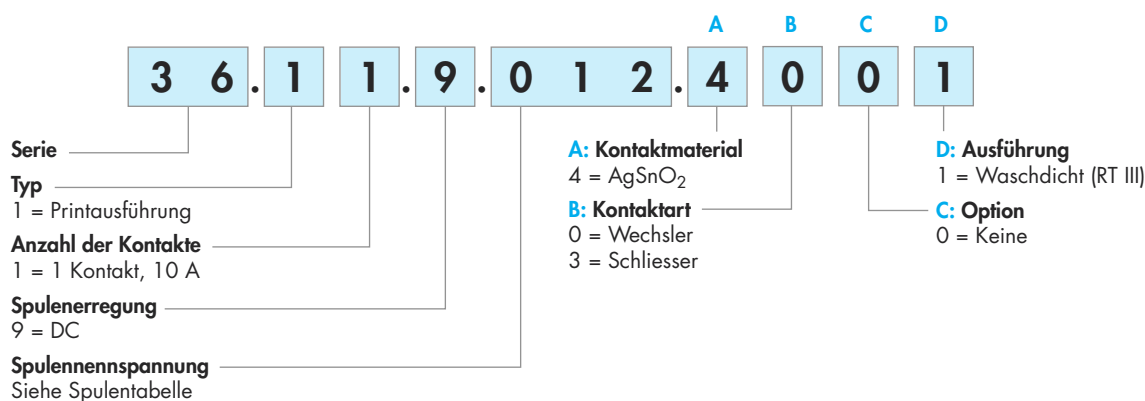 A B C D
3 6 . 1 1 . 9 . 0 1 2 . 4 0 0 1
Serie
Typ
1 = Printausführung
Anzahl der Kontakte
1 = 1 Kontakt, 10 A
Spulenerregung
9 = DC
Spulennennspannung
Siehe Spulentabelle
A: Kontaktmaterial
4 = AgSnO₂
B: Kontaktart
0 = Wechsler
3 = Schliesser
D: Ausführung
1 = Waschdicht (RT III)
C: Option
0 = Keine